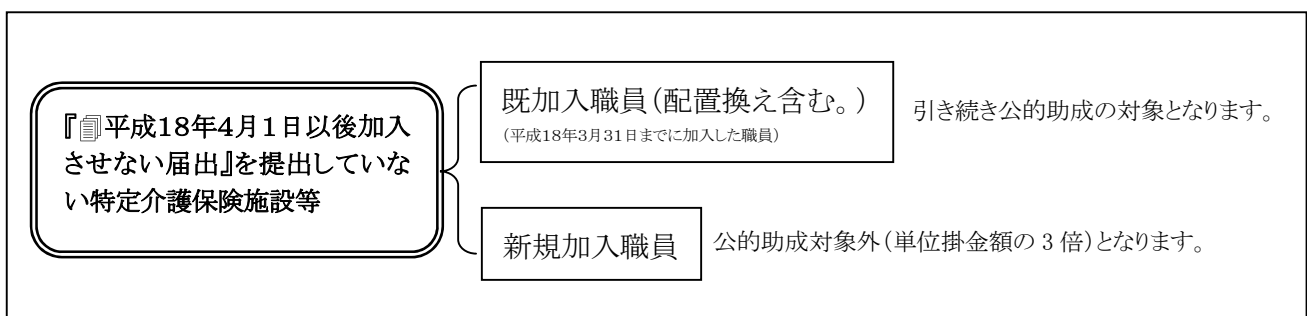 『🗐平成18年4月1日以後加入
させない届出』を提出していな
い特定介護保険施設等
既加入職員(配置換え含む。)
(平成18年3月31日までに加入した職員)
引き続き公的助成の対象となります。
新規加入職員
公的助成対象外(単位掛金額の3倍)となります。